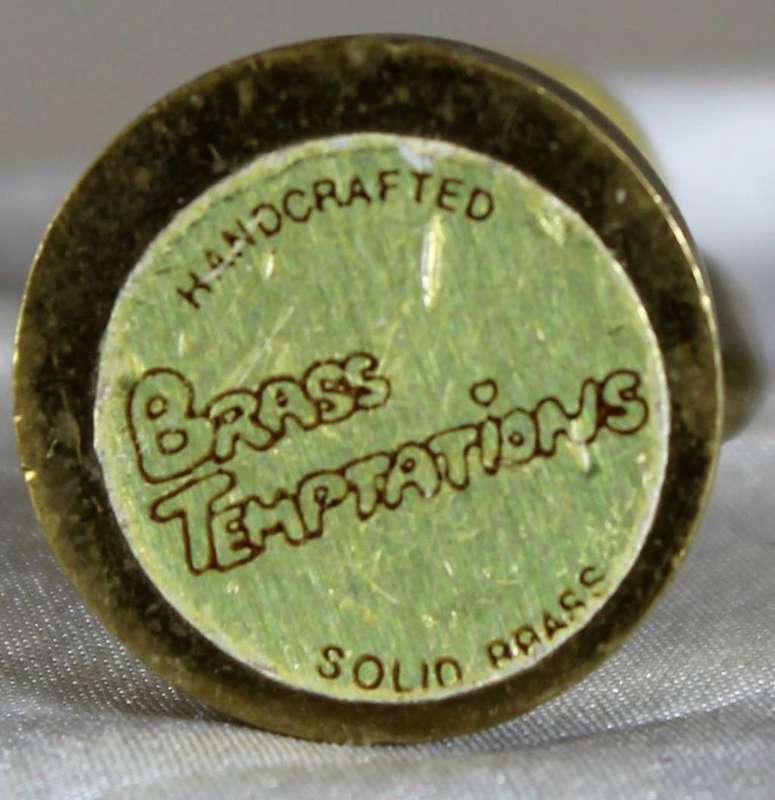 HANDCRAFTED
BRASS
TEMPTATIONS
SOLID BRASS